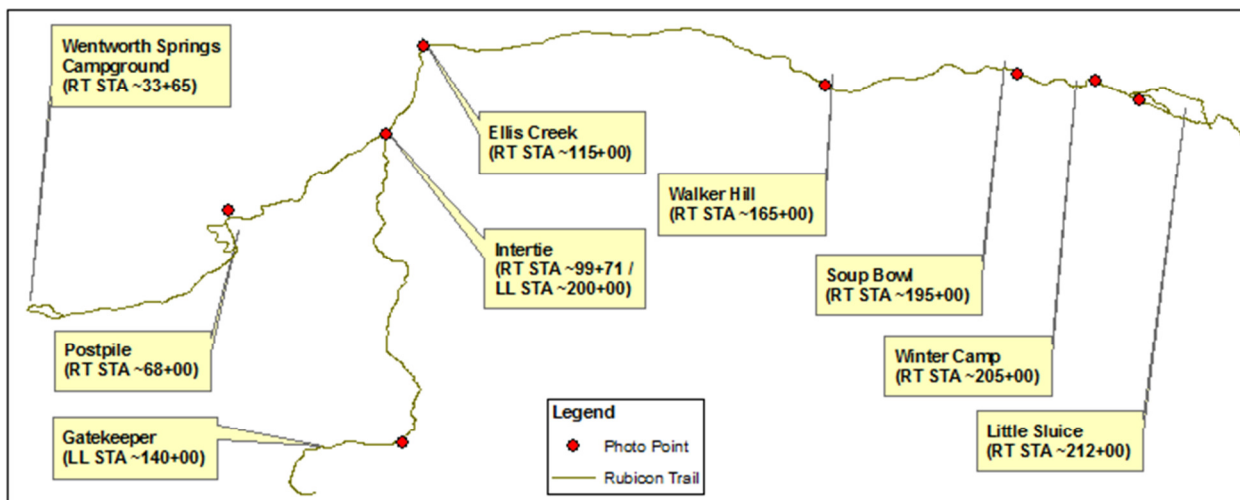 Wentworth Springs
Campground
(RT STA ~33+65)
Ellis Creek
(RT STA ~115+00)
Walker Hill
(RT STA ~165+00)
Intertie
(RT STA ~99+71 /
LL STA ~200+00)
Soup Bowl
(RT STA ~195+00)
Postpile
(RT STA ~68+00)
Winter Camp
(RT STA ~205+00)
Gatekeeper
(LL STA ~140+00)
Little Sluice
(RT STA ~212+00)
Legend
Photo Point
Rubicon Trail